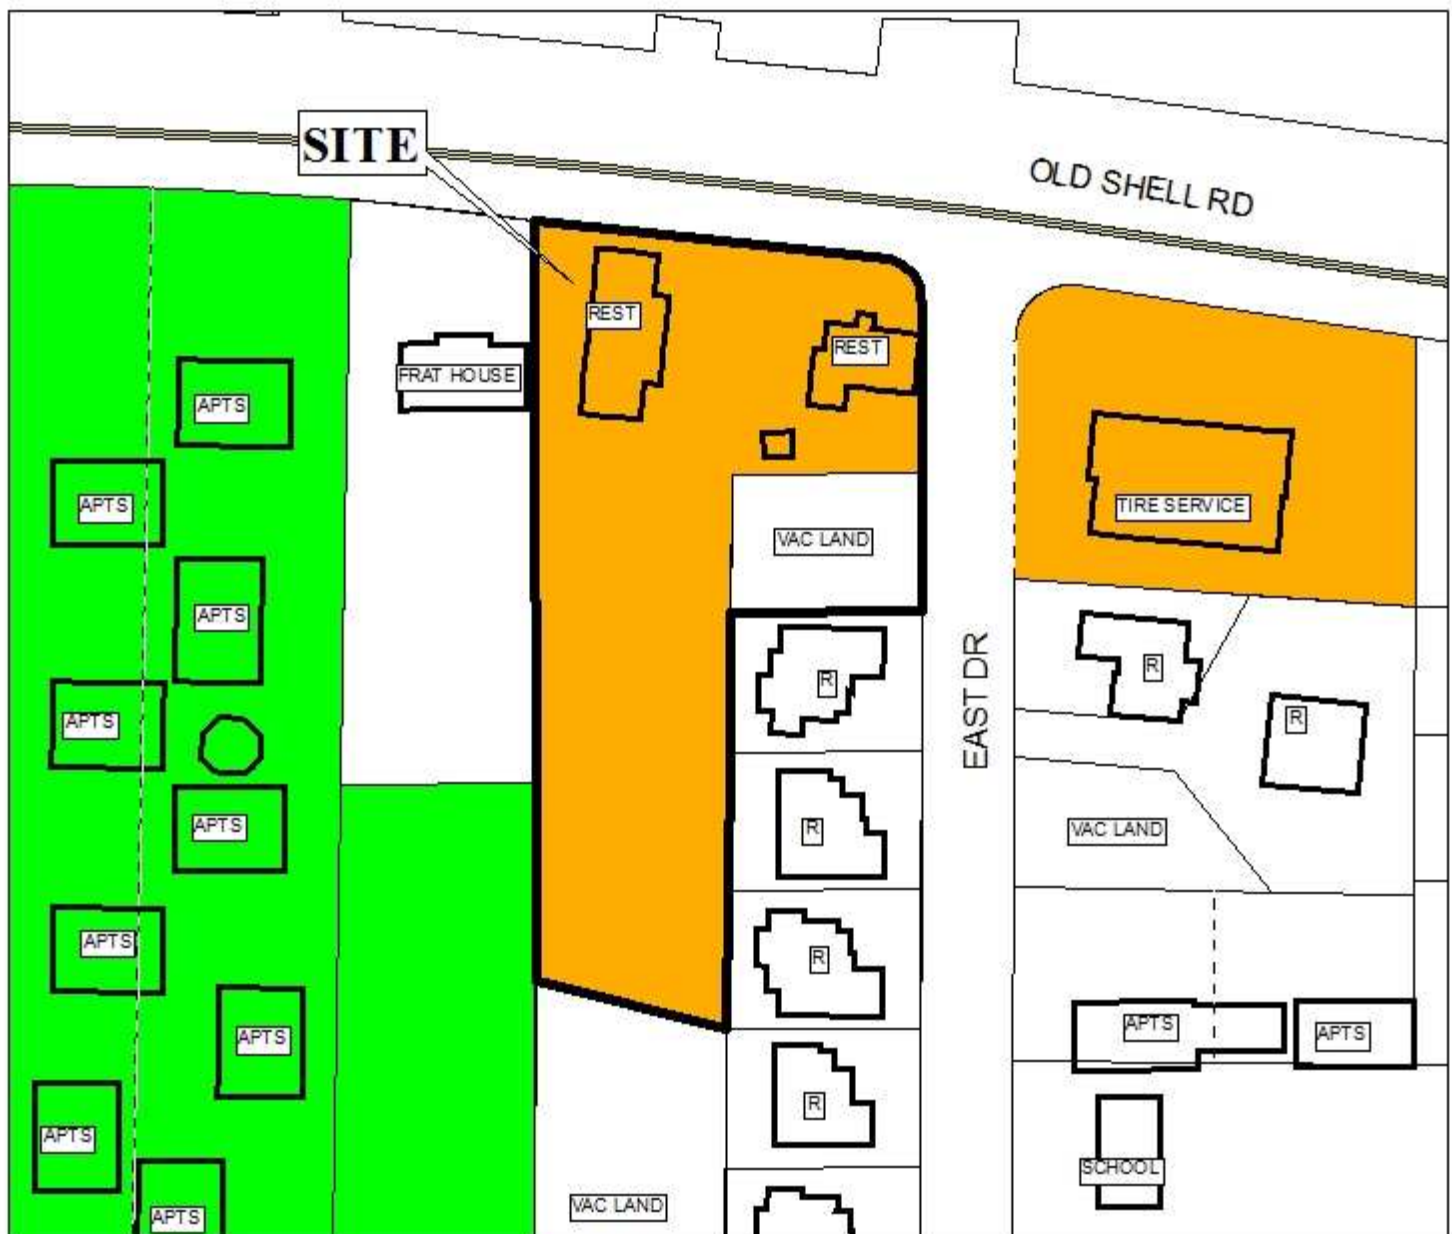 SITE
OLD SHELL RD
REST
REST
FRAT HOUSE
APTS
APTS
TIRE SERVICE
VAC LAND
APTS
R
R
EAST DR
APTS
R
APTS
R
VAC LAND
APTS
R
APTS
APTS
APTS
R
APTS
SCHOOL
VAC LAND
APTS